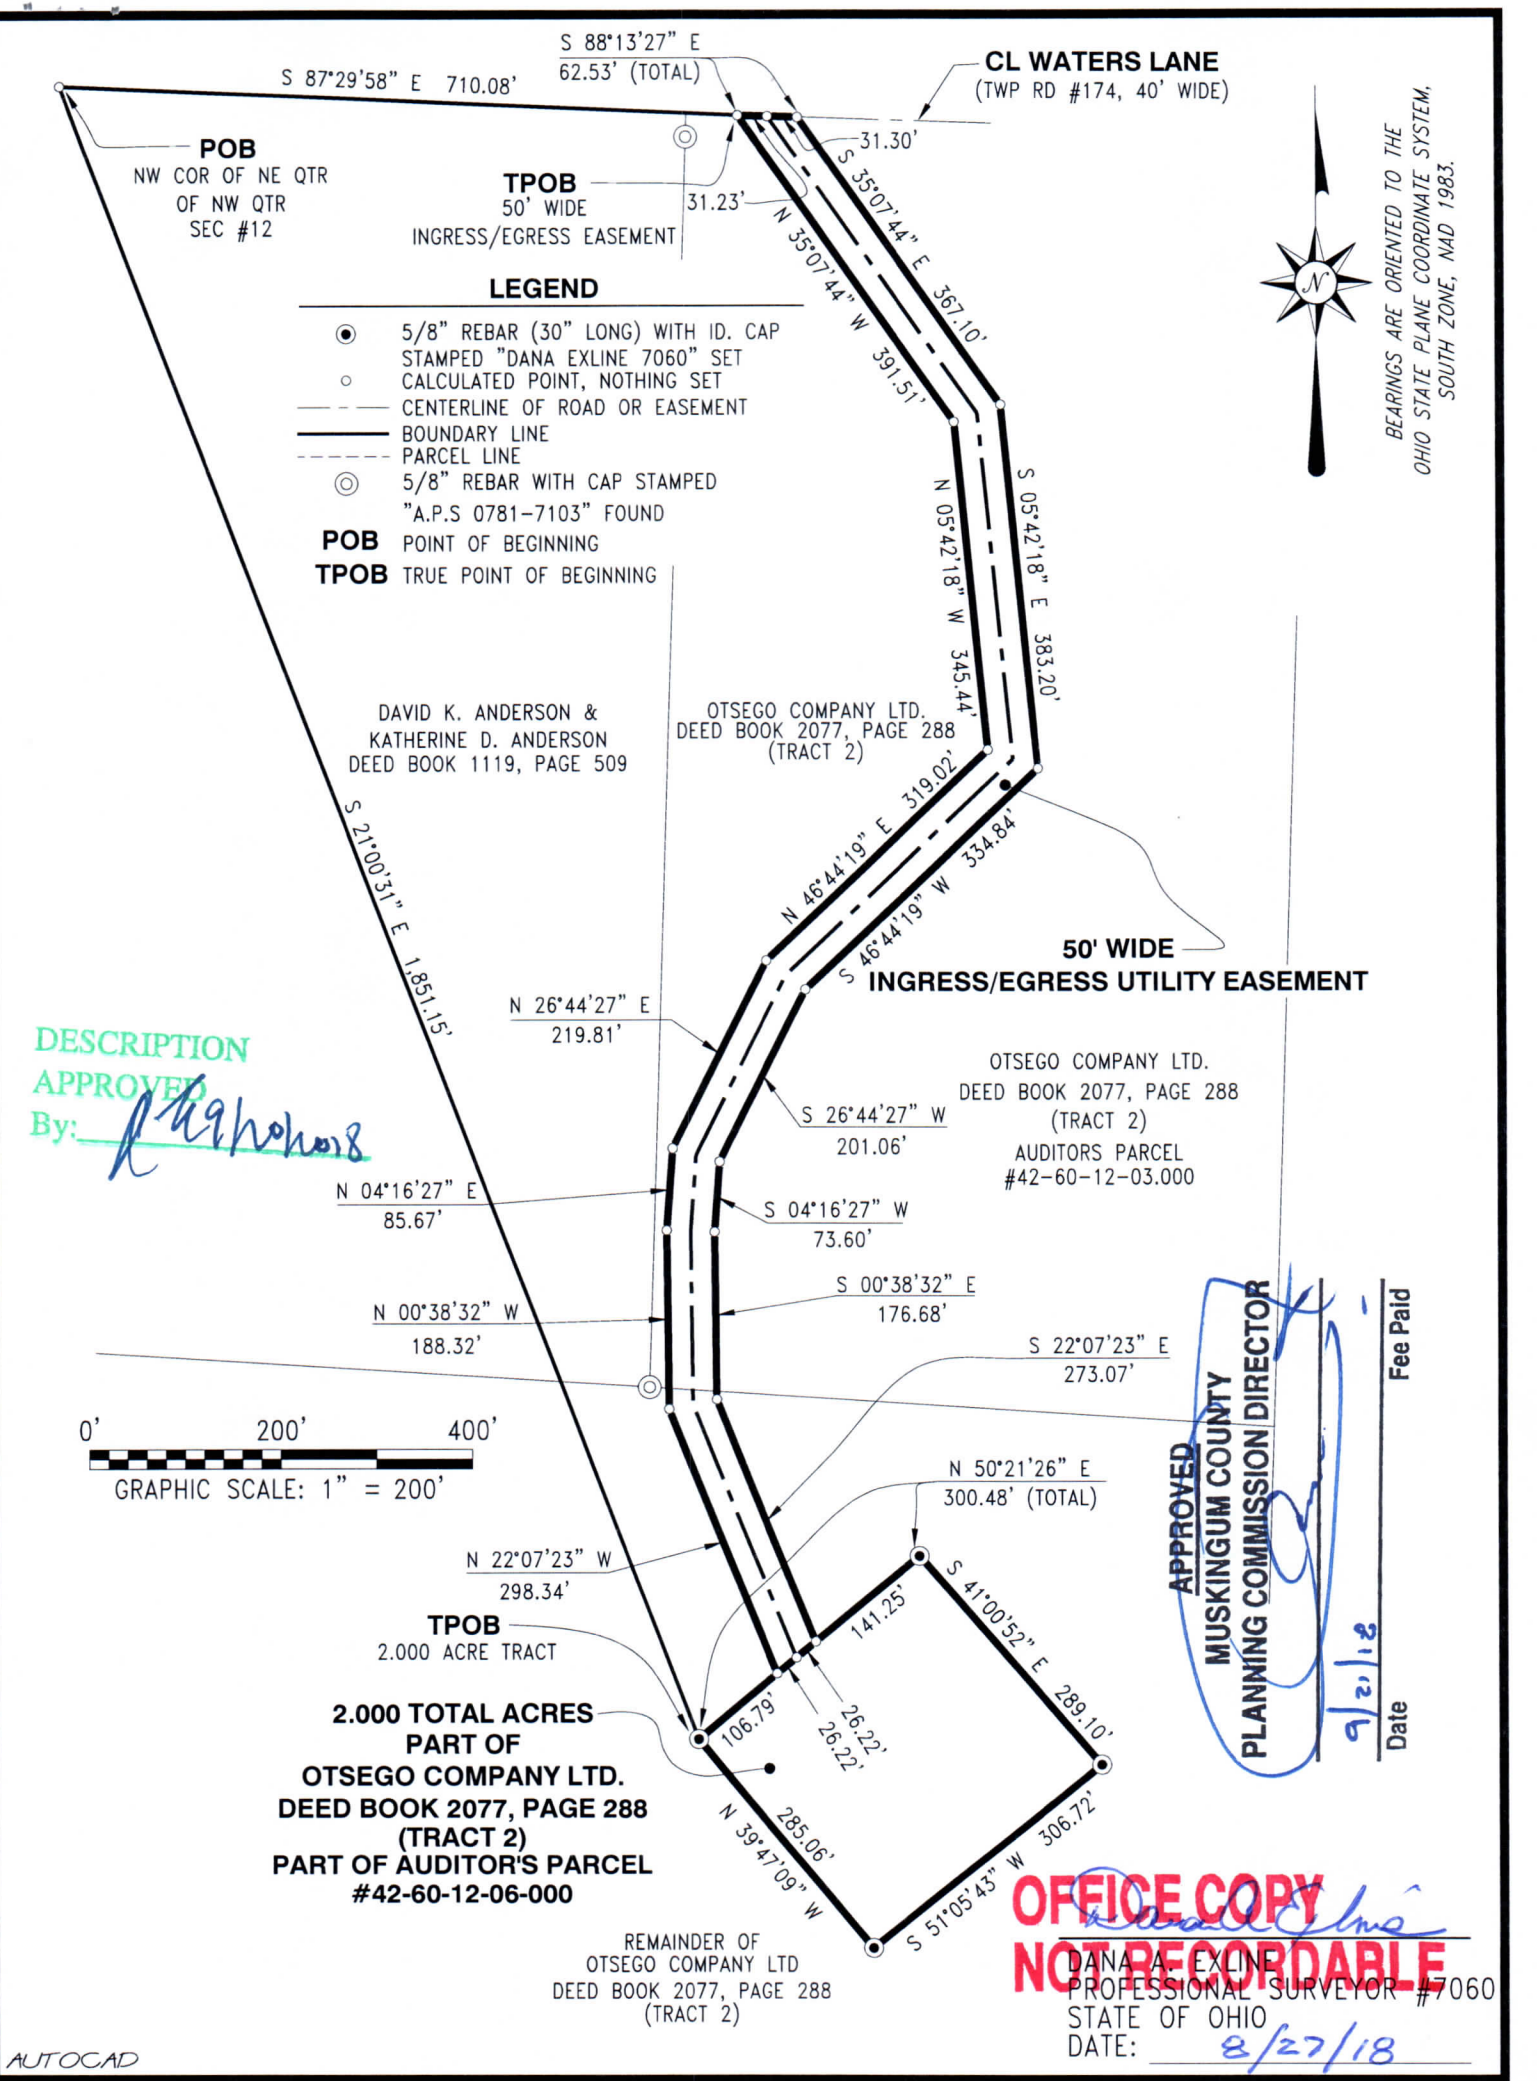 S 88°13'27" E
62.53' (TOTAL)
CL WATERS LANE
(TWP RD #174, 40' WIDE)
S 87°29'58" E 710.08'
POB
NW COR OF NE QTR
OF NW QTR
SEC #12
TPOB
50' WIDE
INGRESS/EGRESS EASEMENT
31.23'
31.30'
S 35°07'44" E 367.10'
N 35°07'44" W 391.51'
BEARINGS ARE ORIENTED TO THE
OHIO STATE PLANE COORDINATE SYSTEM,
SOUTH ZONE, NAD 1983.
N
LEGEND
5/8" REBAR (30" LONG) WITH ID. CAP
STAMPED "DANA EXLINE 7060" SET
CALCULATED POINT, NOTHING SET
CENTERLINE OF ROAD OR EASEMENT
BOUNDARY LINE
PARCEL LINE
5/8" REBAR WITH CAP STAMPED
"A.P.S 0781-7103" FOUND
POB POINT OF BEGINNING
TPOB TRUE POINT OF BEGINNING
N 05°42'18" W 345.44'
S 05°42'18" E 383.20'
DAVID K. ANDERSON &
KATHERINE D. ANDERSON
DEED BOOK 1119, PAGE 509
OTSEGO COMPANY LTD.
DEED BOOK 2077, PAGE 288
(TRACT 2)
S 21°00'31" E 1,851.15'
N 46°44'19" E 319.02'
S 46°44'19" W 334.84'
50' WIDE
INGRESS/EGRESS UTILITY EASEMENT
N 26°44'27" E
219.81'
DESCRIPTION
APPROVED
By:
OTSEGO COMPANY LTD.
DEED BOOK 2077, PAGE 288
(TRACT 2)
AUDITORS PARCEL
#42-60-12-03.000
S 26°44'27" W
201.06'
N 04°16'27" E
85.67'
S 04°16'27" W
73.60'
N 00°38'32" W
188.32'
S 00°38'32" E
176.68'
S 22°07'23" E
273.07'
0' 200' 400'
GRAPHIC SCALE: 1" = 200'
N 50°21'26" E
300.48' (TOTAL)
N 22°07'23" W
298.34'
APPROVED
MUSKINGUM COUNTY
PLANNING COMMISSION DIRECTOR
Fee Paid
9/21/18
Date
TPOB
2.000 ACRE TRACT
141.25'
106.79'
26.22'
26.22'
S 41°00'52" E 289.10'
2.000 TOTAL ACRES
PART OF
OTSEGO COMPANY LTD.
DEED BOOK 2077, PAGE 288
(TRACT 2)
PART OF AUDITOR'S PARCEL
#42-60-12-06-000
285.06'
N 39°47'09" W
S 51°05'43" W 306.72'
REMAINDER OF
OTSEGO COMPANY LTD
DEED BOOK 2077, PAGE 288
(TRACT 2)
OFFICE COPY
NOT RECORDABLE
DANA A. EXLINE
PROFESSIONAL SURVEYOR #7060
STATE OF OHIO
DATE: 8/27/18
AUTOCAD